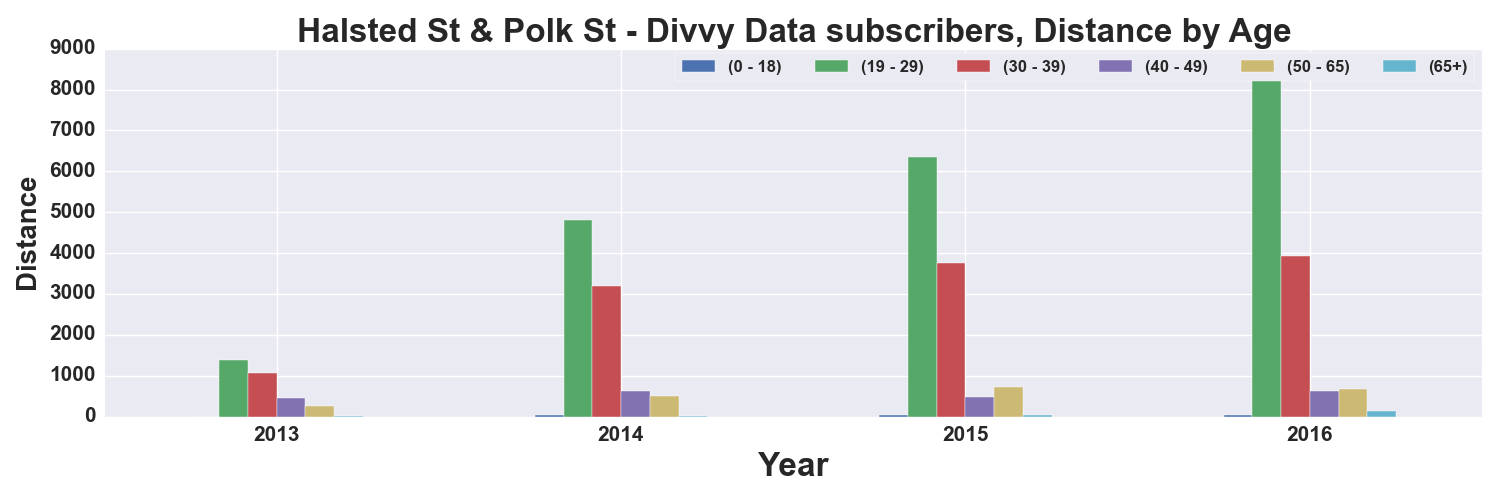 Halsted St & Polk St - Divvy Data subscribers, Distance by Age
(0 - 18) (19 - 29) (30 - 39) (40 - 49) (50 - 65) (65+)
9000
8000
7000
6000
5000
4000
3000
2000
1000
0
Distance
2013 2014 2015 2016
Year